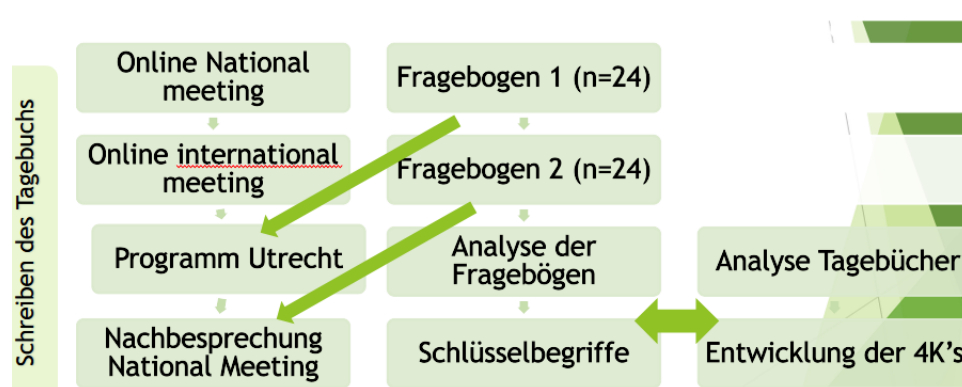 Schreiben des Tagebuchs
Online National
meeting
Online international
meeting
Programm Utrecht
Nachbesprechung
National Meeting
Fragebogen 1 (n=24)
Fragebogen 2 (n=24)
Analyse der
Fragebögen
Schlüsselbegriffe
Analyse Tagebücher
Entwicklung der 4K's